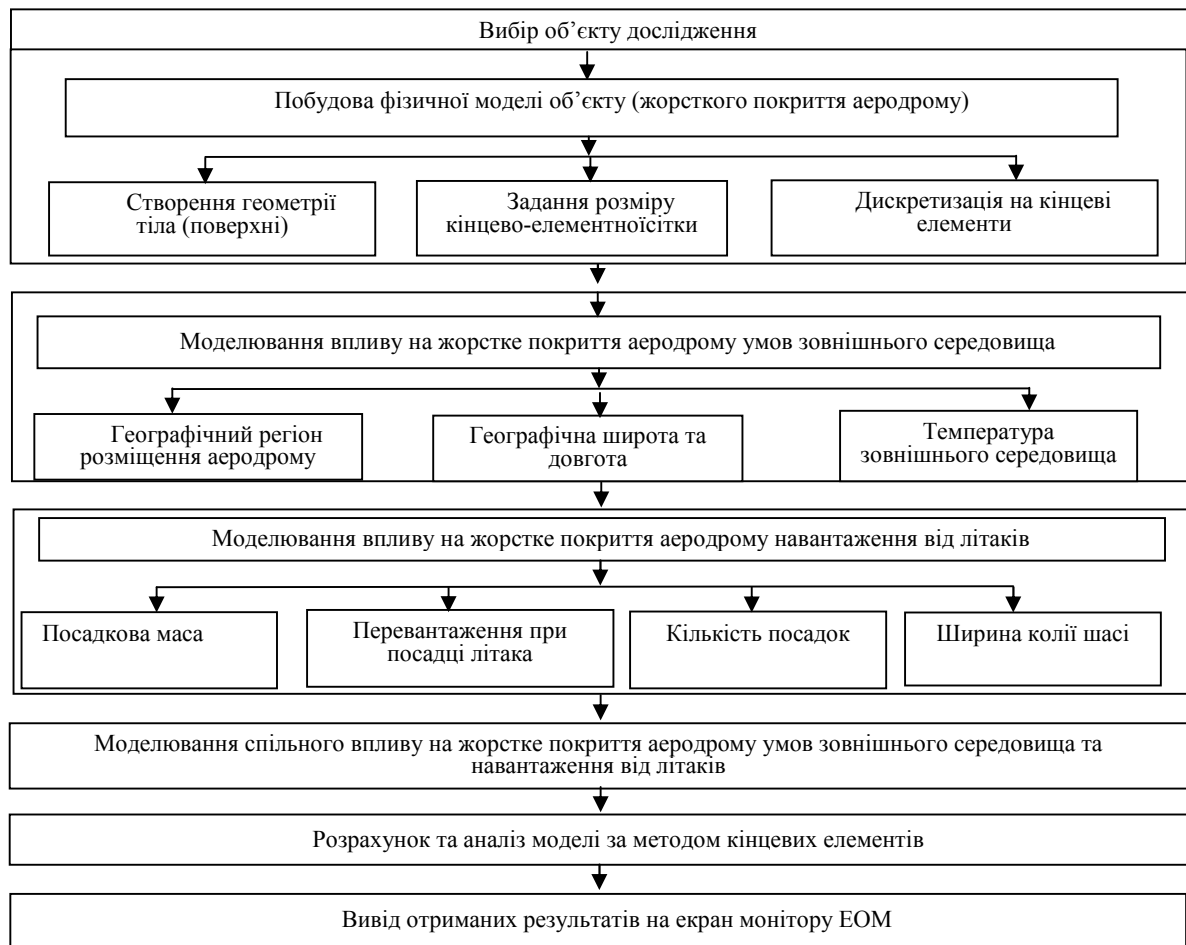 Вибір об’єкту дослідження
Побудова фізичної моделі об’єкту (жорсткого покриття аеродрому)
Створення геометрії
тіла (поверхні)
Задання розміру
кінцево-елементноїсітки
Дискретизація на кінцеві
елементи
Моделювання впливу на жорстке покриття аеродрому умов зовнішнього середовища
Географічний регіон
розміщення аеродрому
Географічна широта та
довгота
Температура
зовнішнього середовища
Моделювання впливу на жорстке покриття аеродрому навантаження від літаків
Посадкова маса
Перевантаження при
посадці літака
Кількість посадок
Ширина колії шасі
Моделювання спільного впливу на жорстке покриття аеродрому умов зовнішнього середовища та
навантаження від літаків
Розрахунок та аналіз моделі за методом кінцевих елементів
Вивід отриманих результатів на екран монітору ЕОМ